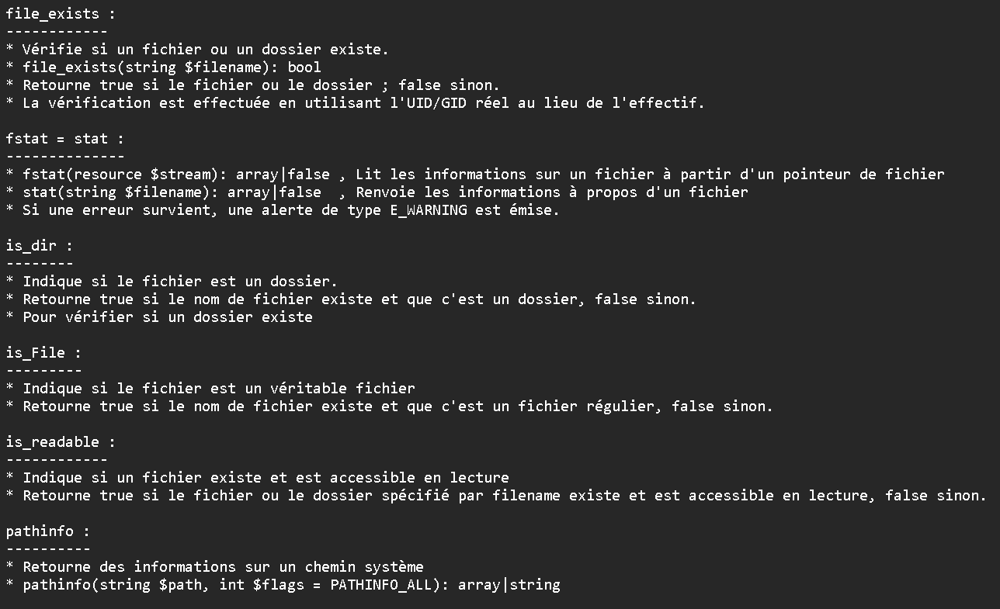 file_exists :
------------
* Vérifie si un fichier ou un dossier existe.
* file_exists(string $filename): bool
* Retourne true si le fichier ou le dossier ; false sinon.
* La vérification est effectuée en utilisant l'UID/GID réel au lieu de l'effectif.

fstat = stat :
--------------
* fstat(resource $stream): array|false , Lit les informations sur un fichier à partir d'un pointeur de fichier
* stat(string $filename): array|false  , Renvoie les informations à propos d'un fichier
* Si une erreur survient, une alerte de type E_WARNING est émise.

is_dir :
--------
* Indique si le fichier est un dossier.
* Retourne true si le nom de fichier existe et que c'est un dossier, false sinon.
* Pour vérifier si un dossier existe

is_File :
---------
* Indique si le fichier est un véritable fichier
* Retourne true si le nom de fichier existe et que c'est un fichier régulier, false sinon.

is_readable :
------------
* Indique si un fichier existe et est accessible en lecture
* Retourne true si le fichier ou le dossier spécifié par filename existe et est accessible en lecture, false sinon.

pathinfo :
----------
* Retourne des informations sur un chemin système
* pathinfo(string $path, int $flags = PATHINFO_ALL): array|string